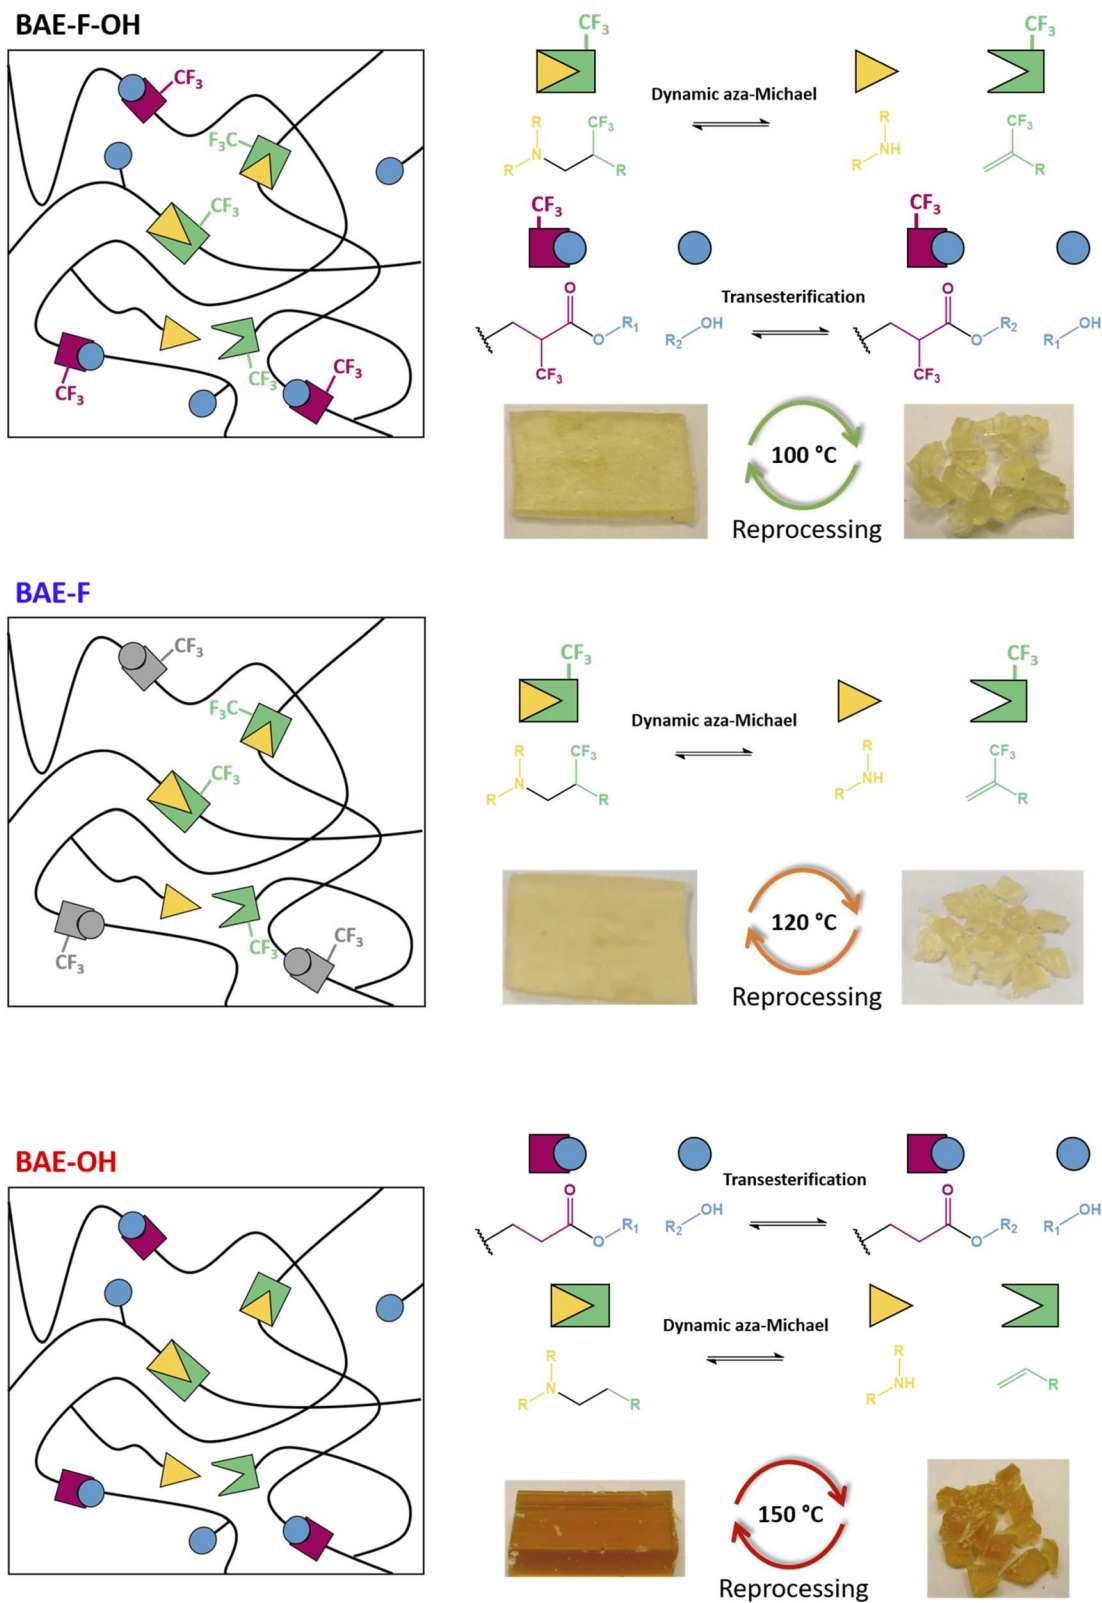 BAE-F-OH
CF₃
F₃C
CF₃
CF₃
CF₃
CF₃
CF₃
CF₃
Dynamic aza-Michael
R
N
R
CF₃
R
R
NH
R
CF₃
R
CF₃
CF₃
Transesterification
O
O
R₁
CF₃
R₂
OH
O
O
R₂
CF₃
R₁
OH
100 °C
Reprocessing
BAE-F
CF₃
F₃C
CF₃
CF₃
CF₃
CF₃
CF₃
CF₃
Dynamic aza-Michael
R
N
R
CF₃
R
R
NH
R
CF₃
R
120 °C
Reprocessing
BAE-OH
Transesterification
O
O
R₁
R₂
OH
O
O
R₂
R₁
OH
Dynamic aza-Michael
R
N
R
R
R
NH
R
R
150 °C
Reprocessing